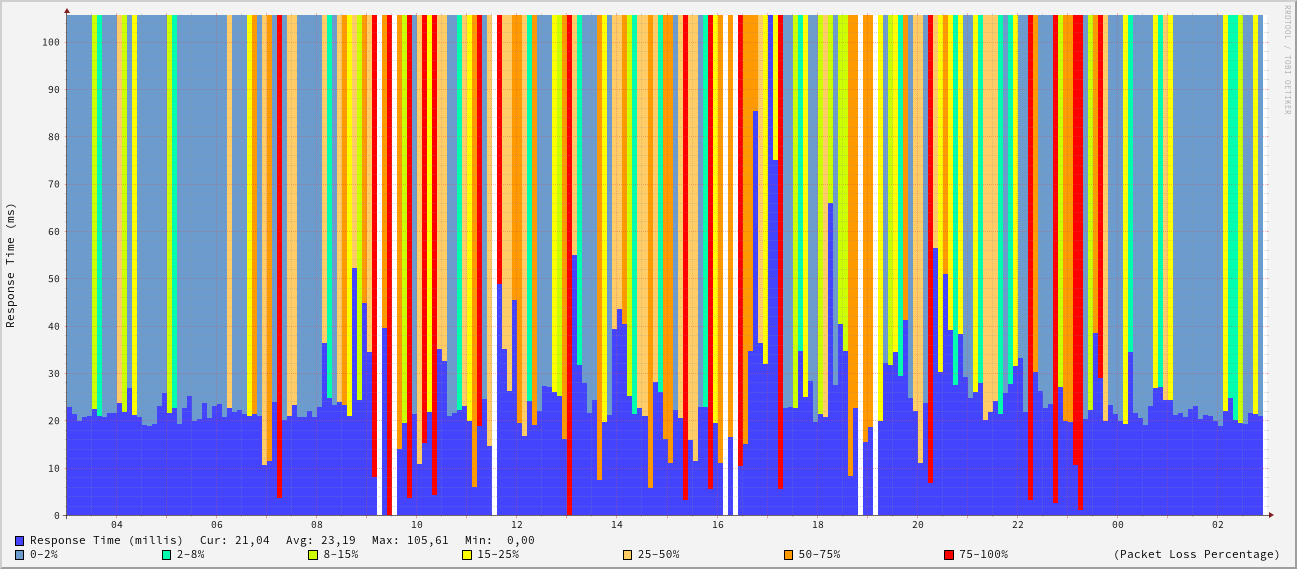 RRDTOOL / TOBI OETIKER
Response Time (ms)
100
90
80
70
60
50
40
30
20
10
0
04 06 08 10 12 14 16 18 20 22 00 02
Response Time (millis) Cur: 21,04 Avg: 23,19 Max: 105,61 Min: 0,00
0-2% 2-8% 8-15% 15-25% 25-50% 50-75% 75-100% (Packet Loss Percentage)